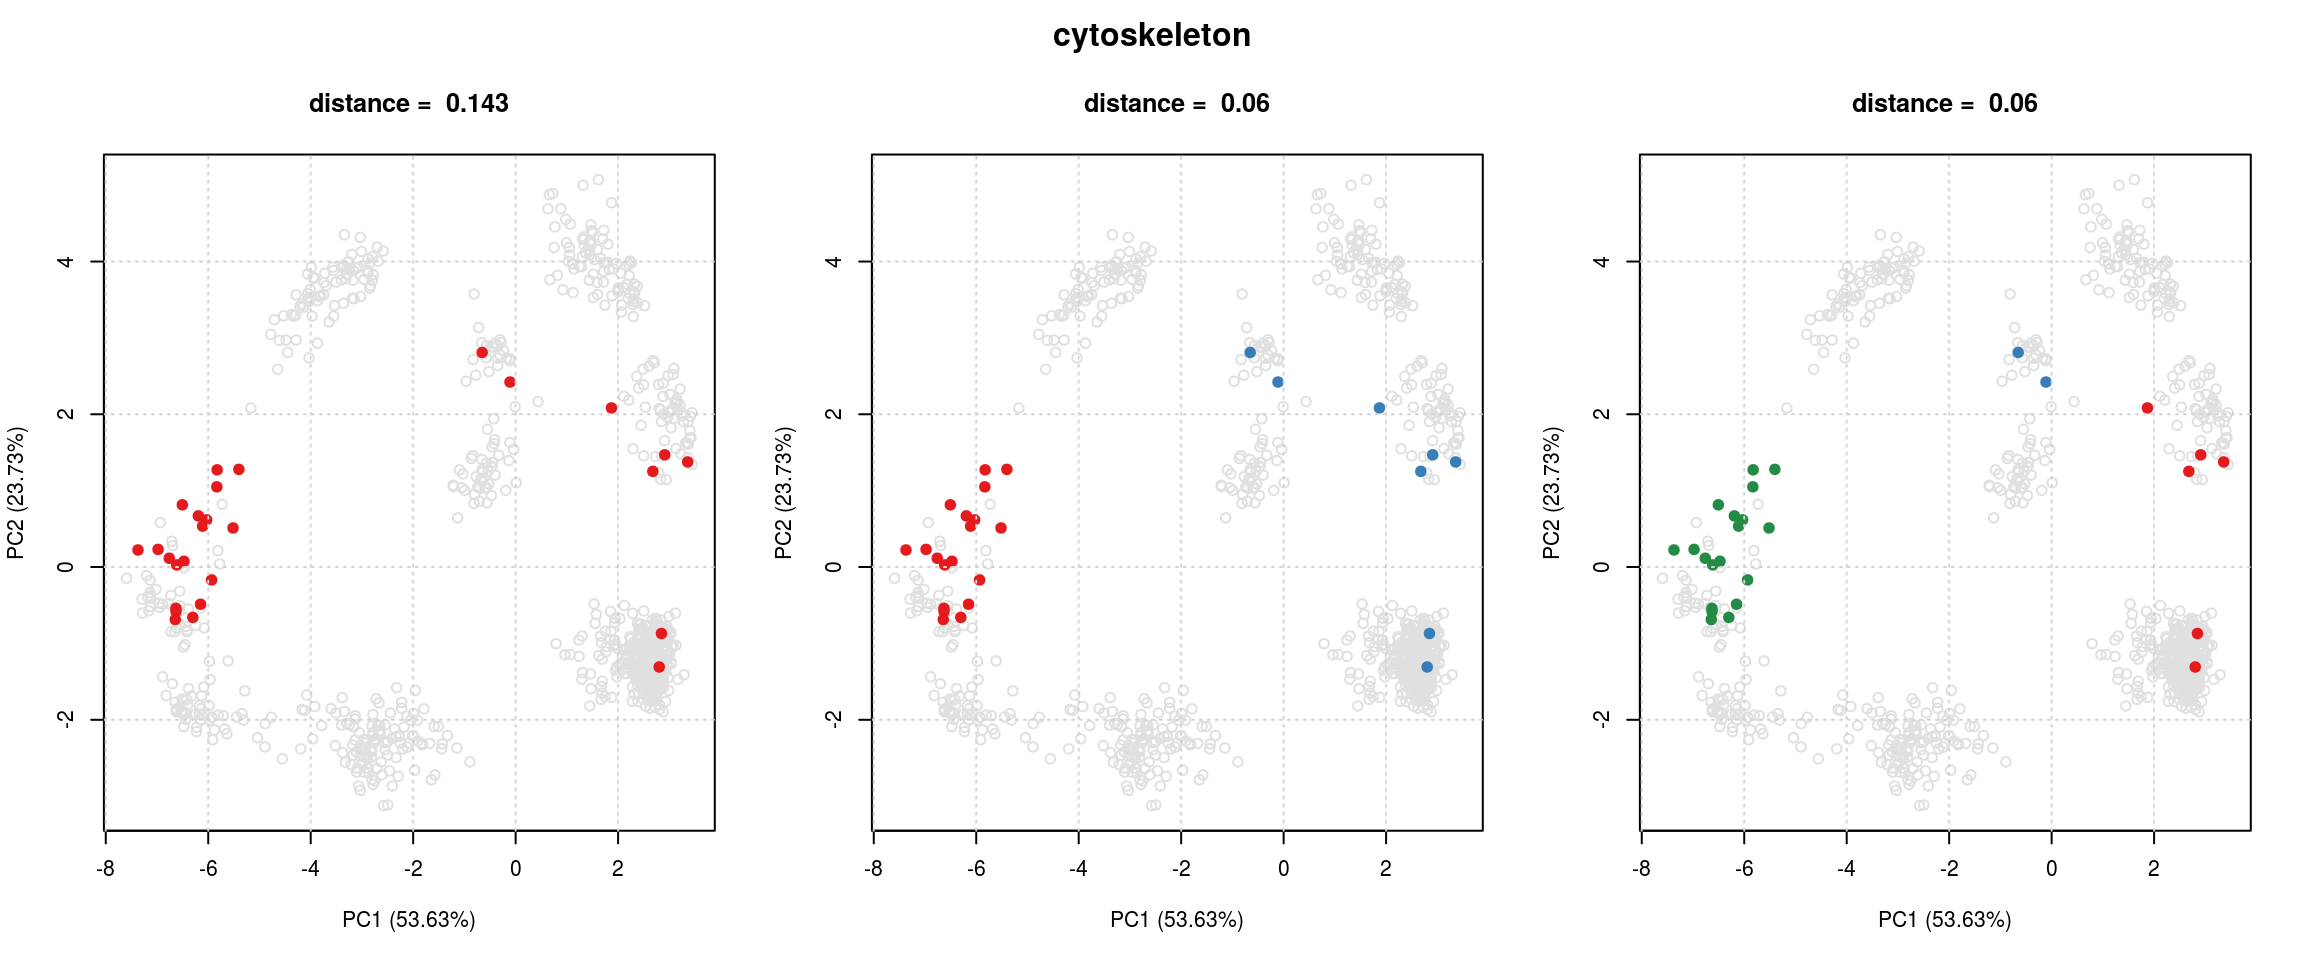 cytoskeleton
distance =  0.143
distance =  0.06
distance =  0.06
PC2 (23.73%)
4
2
0
-2
-8 -6 -4 -2 0 2
PC1 (53.63%)
PC2 (23.73%)
4
2
0
-2
-8 -6 -4 -2 0 2
PC1 (53.63%)
PC2 (23.73%)
4
2
0
-2
-8 -6 -4 -2 0 2
PC1 (53.63%)